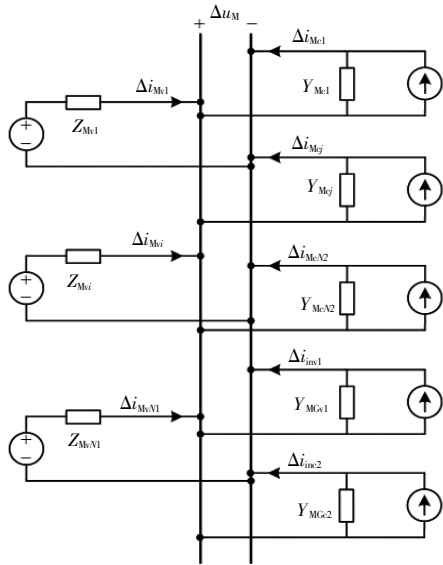 + Δu_M −
Δi_Mc1
Δi_Mv1
Y_Mc1
Z_Mv1
+
−
Δi_Mcj
Y_Mcj
Δi_Mvi
Z_Mvi
+
−
Δi_McN2
Y_McN2
Δi_inv1
Y_MGv1
Δi_MvN1
Z_MvN1
+
−
Δi_inc2
Y_MGc2